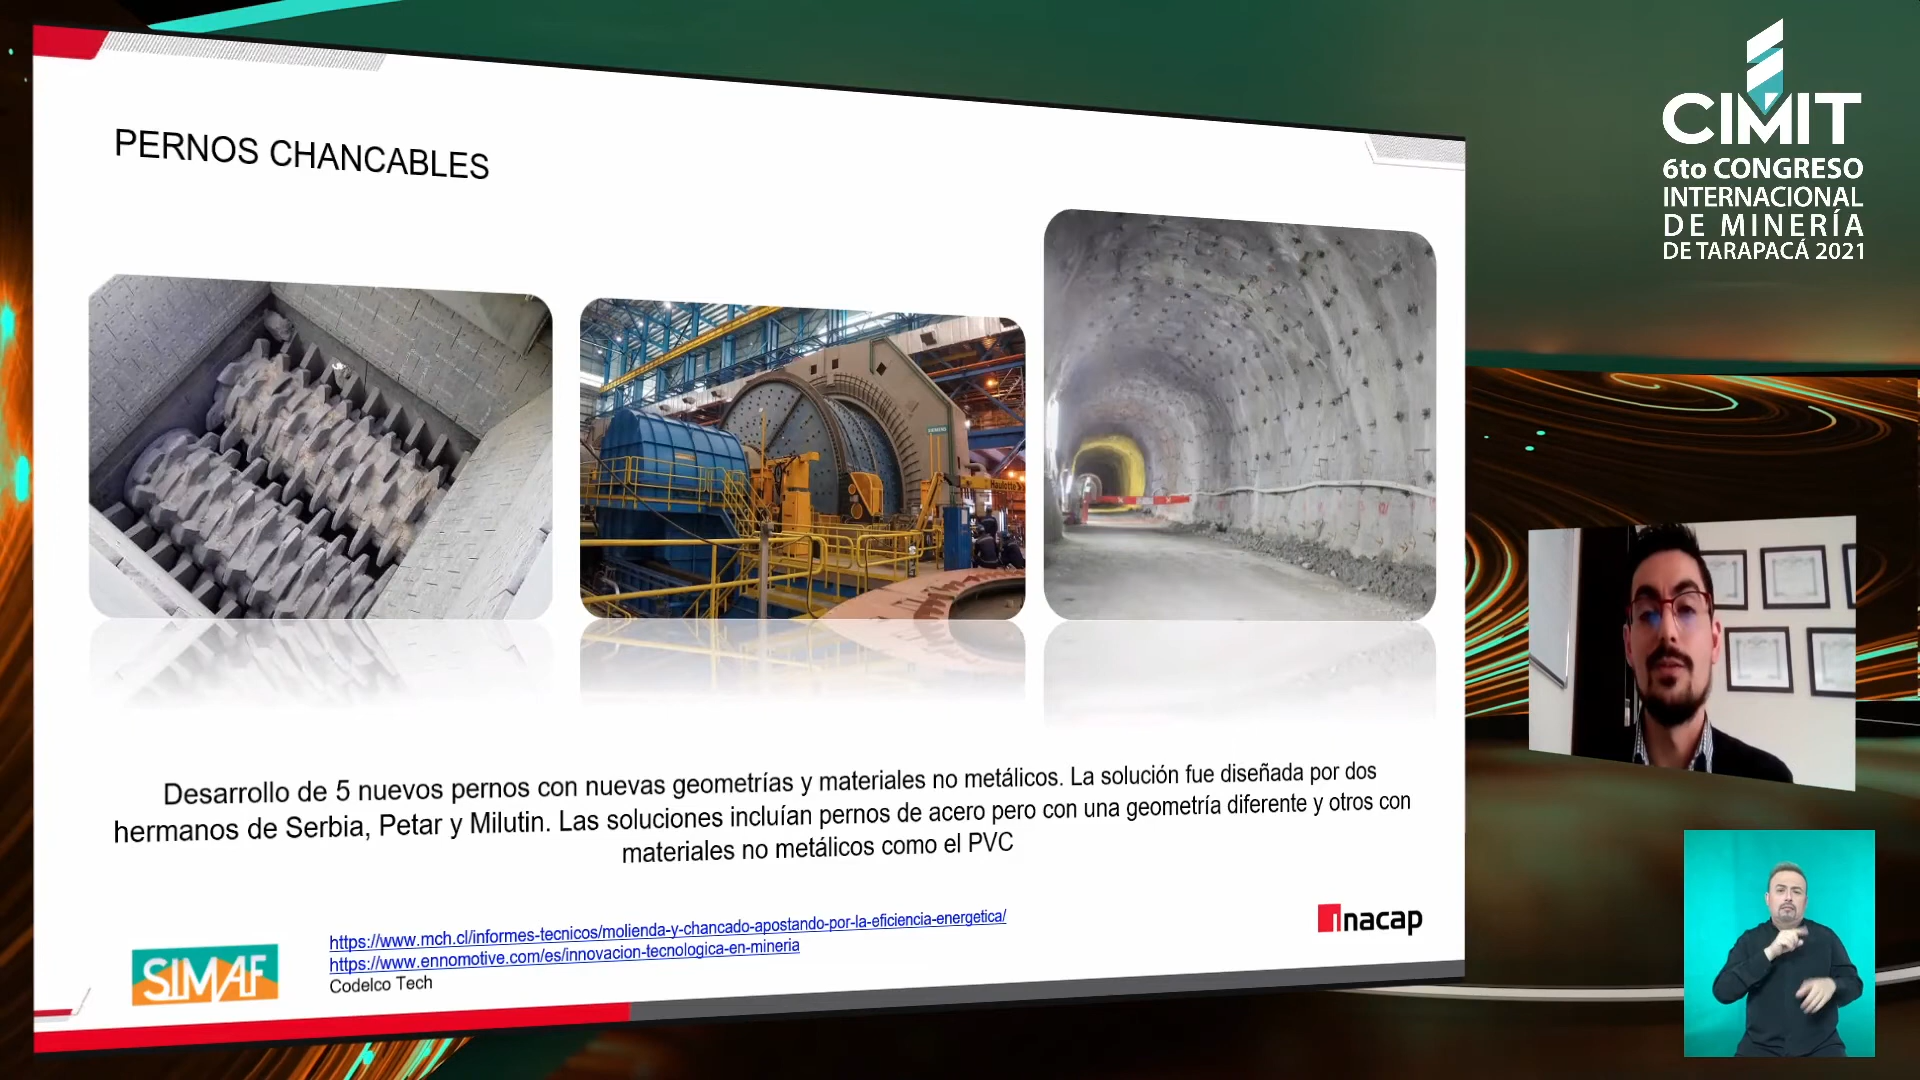 PERNOS CHANCABLES
SIEMENS
Haulotte
Desarrollo de 5 nuevos pernos con nuevas geometrías y materiales no metálicos. La solución fue diseñada por dos
hermanos de Serbia, Petar y Milutin. Las soluciones incluían pernos de acero pero con una geometría diferente y otros con
materiales no metálicos como el PVC
SIMAF
https://www.mch.cl/informes-tecnicos/molienda-y-chancado-apostando-por-la-eficiencia-energetica/
https://www.ennomotive.com/es/innovacion-tecnologica-en-mineria
Codelco Tech
inacap
CIMIT
6to CONGRESO
INTERNACIONAL
DE MINERÍA
DE TARAPACÁ 2021